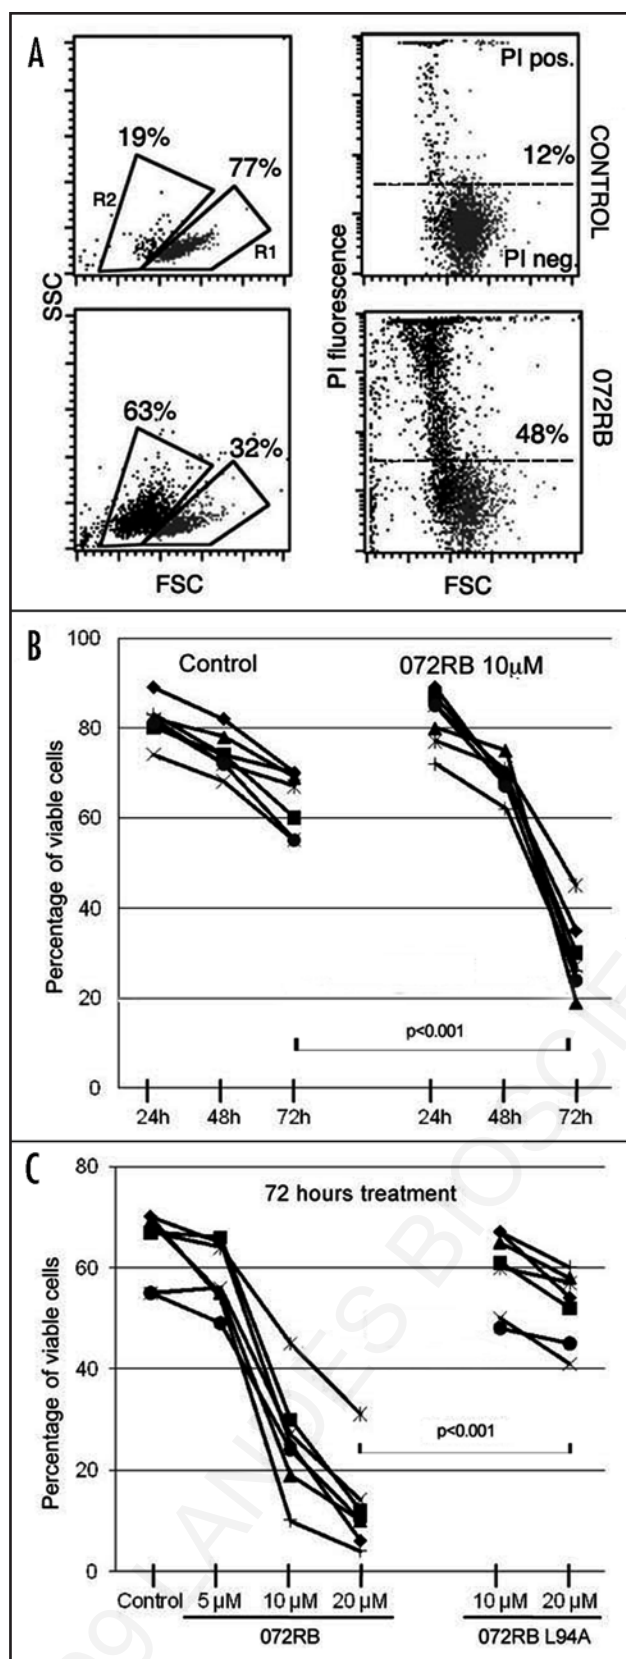 A
19%
77%
R2
R1
PI pos.
12%
PI neg.
CONTROL
SSC
PI fluorescence
63%
32%
48%
072RB
FSC
FSC
B
Control
072RB 10µM
Percentage of viable cells
100
80
60
40
20
0
p<0.001
24h 48h 72h 24h 48h 72h
C
72 hours treatment
Percentage of viable cells
80
60
40
20
0
p<0.001
Control 5 µM 10 µM 20 µM 10 µM 20 µM
072RB 072RB L94A
09 LANDES BIOSCIE